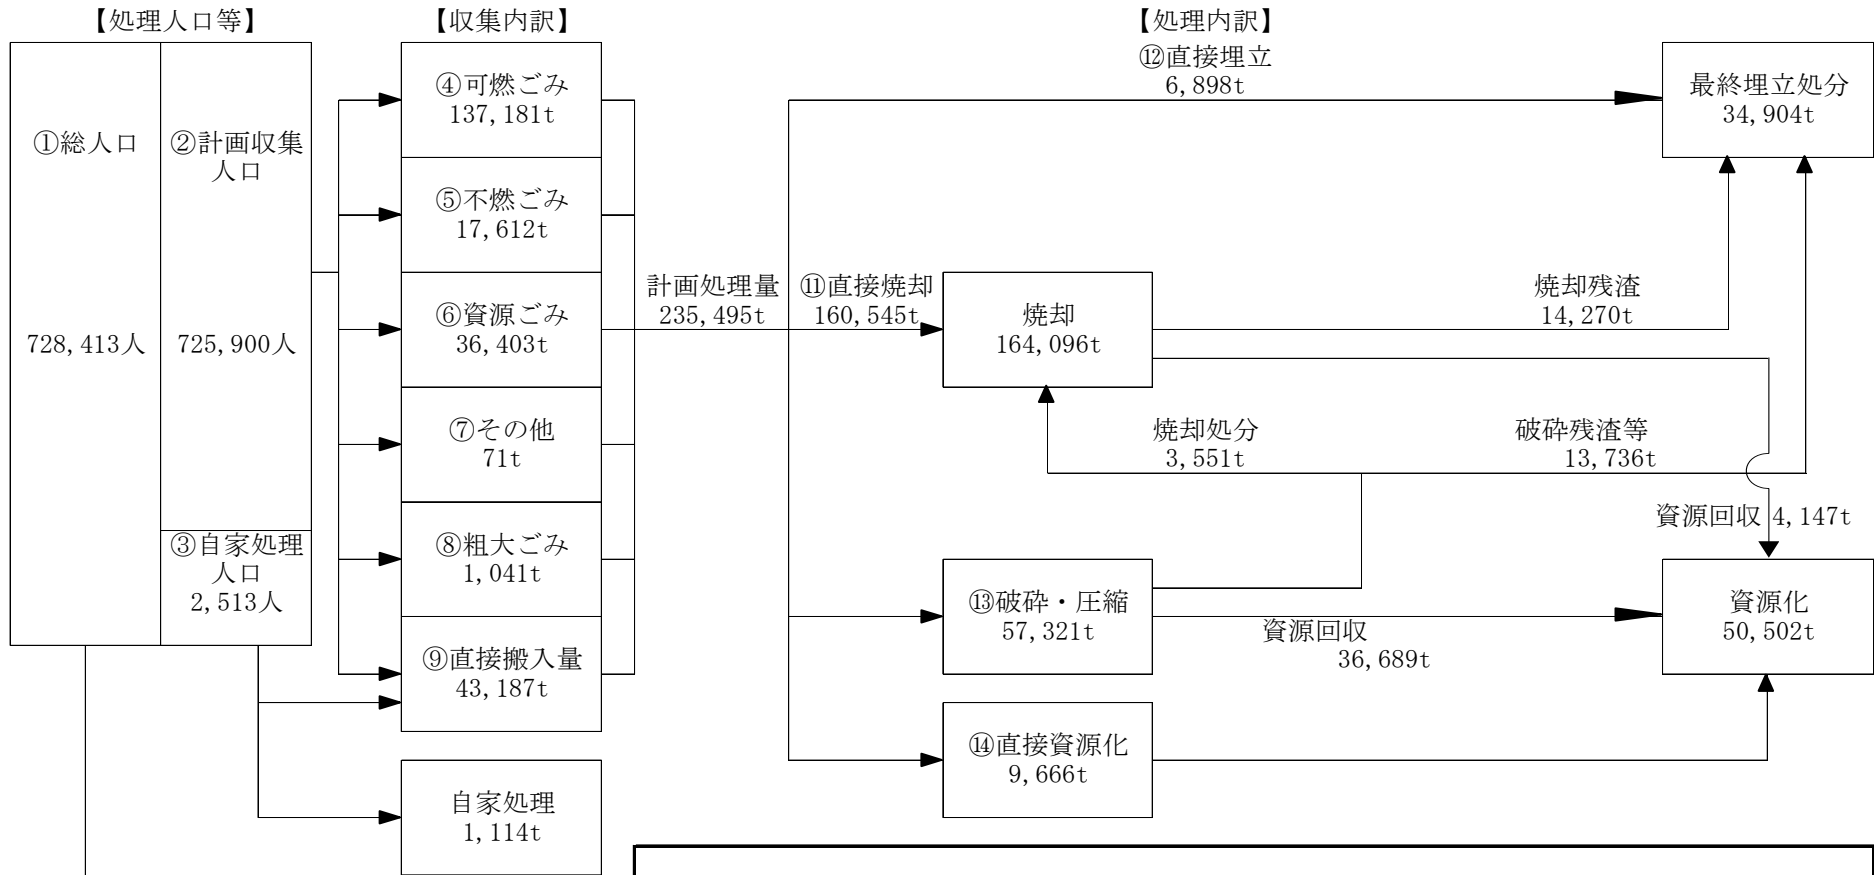 【処理人口等】
【収集内訳】
【処理内訳】
①総人口
728,413人
②計画収集
人口
725,900人
③自家処理
人口
2,513人
④可燃ごみ
137,181t
⑤不燃ごみ
17,612t
⑥資源ごみ
36,403t
⑦その他
71t
⑧粗大ごみ
1,041t
⑨直接搬入量
43,187t
自家処理
1,114t
計画処理量
235,495t
⑫直接埋立
6,898t
⑪直接焼却
160,545t
焼却
164,096t
焼却残渣
14,270t
最終埋立処分
34,904t
焼却処分
3,551t
破砕残渣等
13,736t
資源回収 4,147t
⑬破砕・圧縮
57,321t
資源回収
36,689t
資源化
50,502t
⑭直接資源化
9,666t